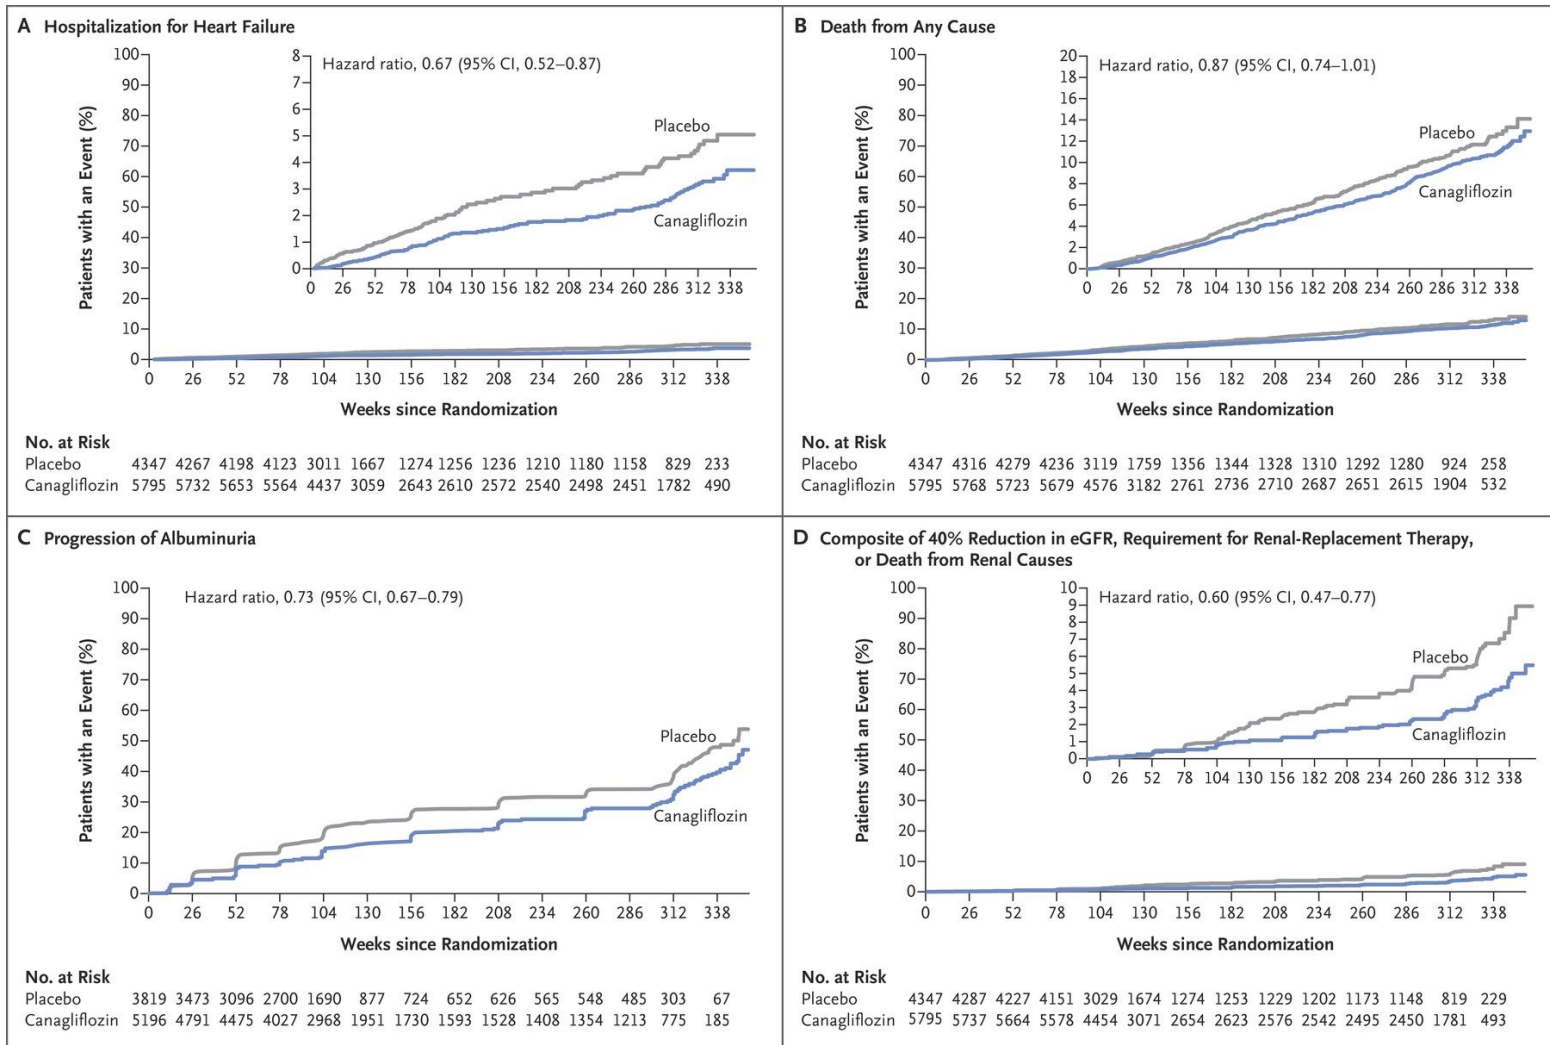 A Hospitalization for Heart Failure
Patients with an Event (%)
100
90
80
70
60
50
40
30
20
10
0
8
7
6
5
4
3
2
1
0
Hazard ratio, 0.67 (95% CI, 0.52–0.87)
Placebo
Canagliflozin
0 26 52 78 104 130 156 182 208 234 260 286 312 338
0 26 52 78 104 130 156 182 208 234 260 286 312 338
Weeks since Randomization
No. at Risk
Placebo 4347 4267 4198 4123 3011 1667 1274 1256 1236 1210 1180 1158 829 233
Canagliflozin 5795 5732 5653 5564 4437 3059 2643 2610 2572 2540 2498 2451 1782 490
B Death from Any Cause
Patients with an Event (%)
100
90
80
70
60
50
40
30
20
10
0
20
18
16
14
12
10
8
6
4
2
0
Hazard ratio, 0.87 (95% CI, 0.74–1.01)
Placebo
Canagliflozin
0 26 52 78 104 130 156 182 208 234 260 286 312 338
0 26 52 78 104 130 156 182 208 234 260 286 312 338
Weeks since Randomization
No. at Risk
Placebo 4347 4316 4279 4236 3119 1759 1356 1344 1328 1310 1292 1280 924 258
Canagliflozin 5795 5768 5723 5679 4576 3182 2761 2736 2710 2687 2651 2615 1904 532
C Progression of Albuminuria
Patients with an Event (%)
100
90
80
70
60
50
40
30
20
10
0
Hazard ratio, 0.73 (95% CI, 0.67–0.79)
Placebo
Canagliflozin
0 26 52 78 104 130 156 182 208 234 260 286 312 338
Weeks since Randomization
No. at Risk
Placebo 3819 3473 3096 2700 1690 877 724 652 626 565 548 485 303 67
Canagliflozin 5196 4791 4475 4027 2968 1951 1730 1593 1528 1408 1354 1213 775 185
D Composite of 40% Reduction in eGFR, Requirement for Renal-Replacement Therapy,
or Death from Renal Causes
Patients with an Event (%)
100
90
80
70
60
50
40
30
20
10
0
10
9
8
7
6
5
4
3
2
1
0
Hazard ratio, 0.60 (95% CI, 0.47–0.77)
Placebo
Canagliflozin
0 26 52 78 104 130 156 182 208 234 260 286 312 338
0 26 52 78 104 130 156 182 208 234 260 286 312 338
Weeks since Randomization
No. at Risk
Placebo 4347 4287 4227 4151 3029 1674 1274 1253 1229 1202 1173 1148 819 229
Canagliflozin 5795 5737 5664 5578 4454 3071 2654 2623 2576 2542 2495 2450 1781 493